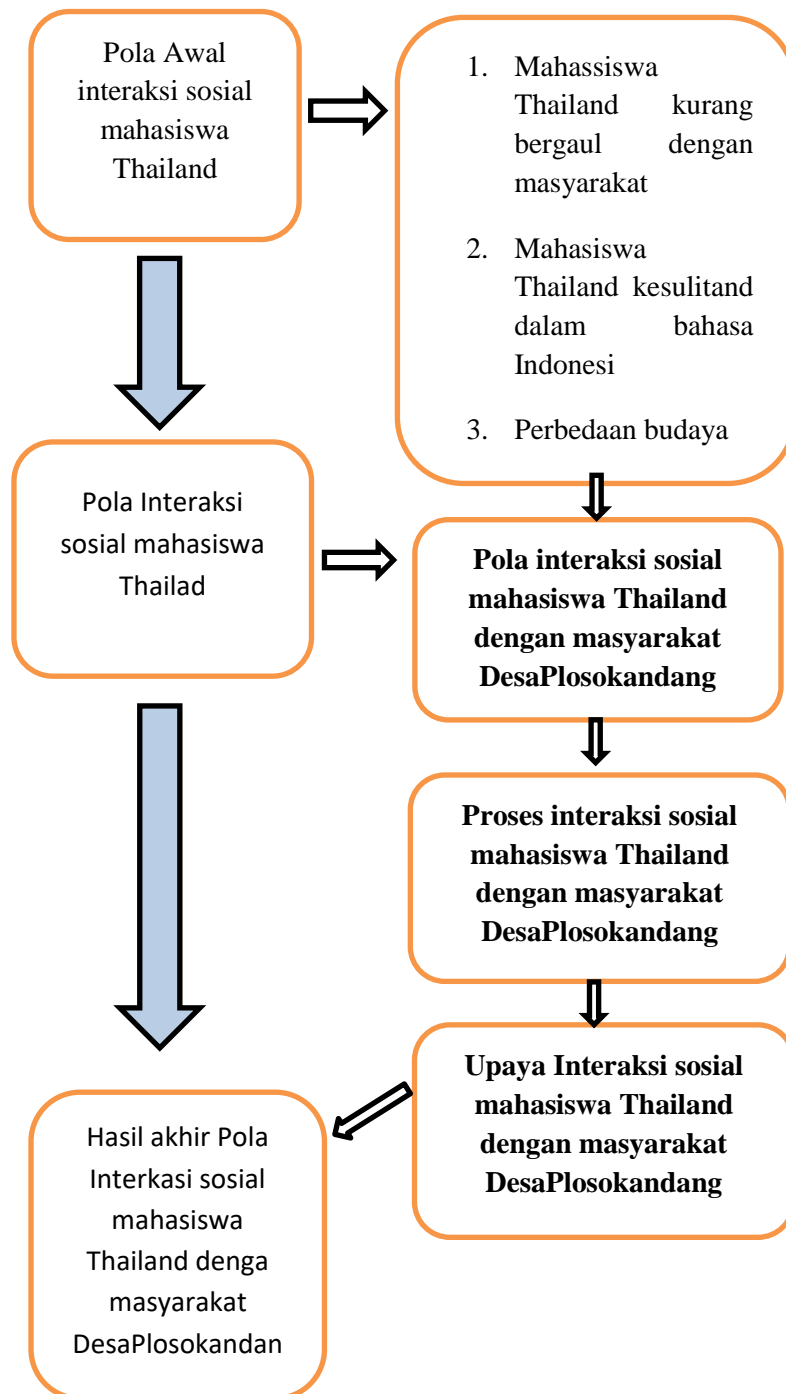 Pola Awal
interaksi sosial
mahasiswa
Thailand
1. Mahassiswa
Thailand kurang
bergaul dengan
masyarakat
2. Mahasiswa
Thailand kesulitand
dalam bahasa
Indonesi
3. Perbedaan budaya
Pola Interaksi
sosial mahasiswa
Thailad
Pola interaksi sosial
mahasiswa Thailand
dengan masyarakat
DesaPlosokandang
Proses interaksi sosial
mahasiswa Thailand
dengan masyarakat
DesaPlosokandang
Upaya Interaksi sosial
mahasiswa Thailand
dengan masyarakat
DesaPlosokandang
Hasil akhir Pola
Interkasi sosial
mahasiswa
Thailand denga
masyarakat
DesaPlosokandan